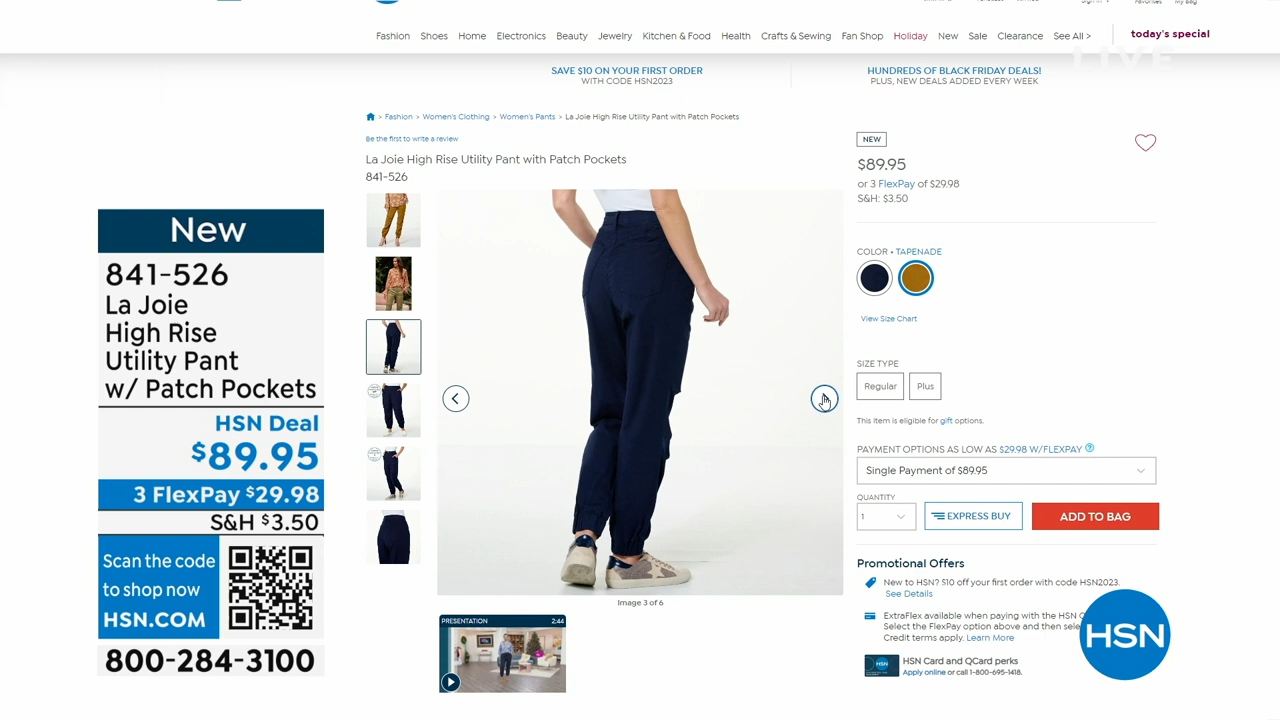 Fashion Shoes Home Electronics Beauty Jewelry Kitchen & Food Health Crafts & Sewing Fan Shop Holiday New Sale Clearance See All > today's special
LIVE
SAVE $10 ON YOUR FIRST ORDER
WITH CODE HSN2023
HUNDREDS OF BLACK FRIDAY DEALS!
PLUS, NEW DEALS ADDED EVERY WEEK
> Fashion > Women's Clothing > Women's Pants > La Joie High Rise Utility Pant with Patch Pockets
Be the first to write a review
La Joie High Rise Utility Pant with Patch Pockets
841-526
New
841-526
La Joie
High Rise
Utility Pant
w/ Patch Pockets
HSN Deal
$89.95
3 FlexPay $29.98
S&H $3.50
Scan the code
to shop now
HSN.COM
800-284-3100
Image 3 of 6
PRESENTATION 2:44
NEW
$89.95
or 3 FlexPay of $29.98
S&H: $3.50
COLOR • TAPENADE
View Size Chart
SIZE TYPE
Regular Plus
This item is eligible for gift options.
PAYMENT OPTIONS AS LOW AS $29.98 W/FLEXPAY ?
Single Payment of $89.95
QUANTITY
1 EXPRESS BUY ADD TO BAG
Promotional Offers
New to HSN? $10 off your first order with code HSN2023.
See Details
ExtraFlex available when paying with the HSN
Select the FlexPay option above and then
Credit terms apply. Learn More
HSN
HSN Card and QCard perks
Apply online or call 1-800-695-1418.
HSN